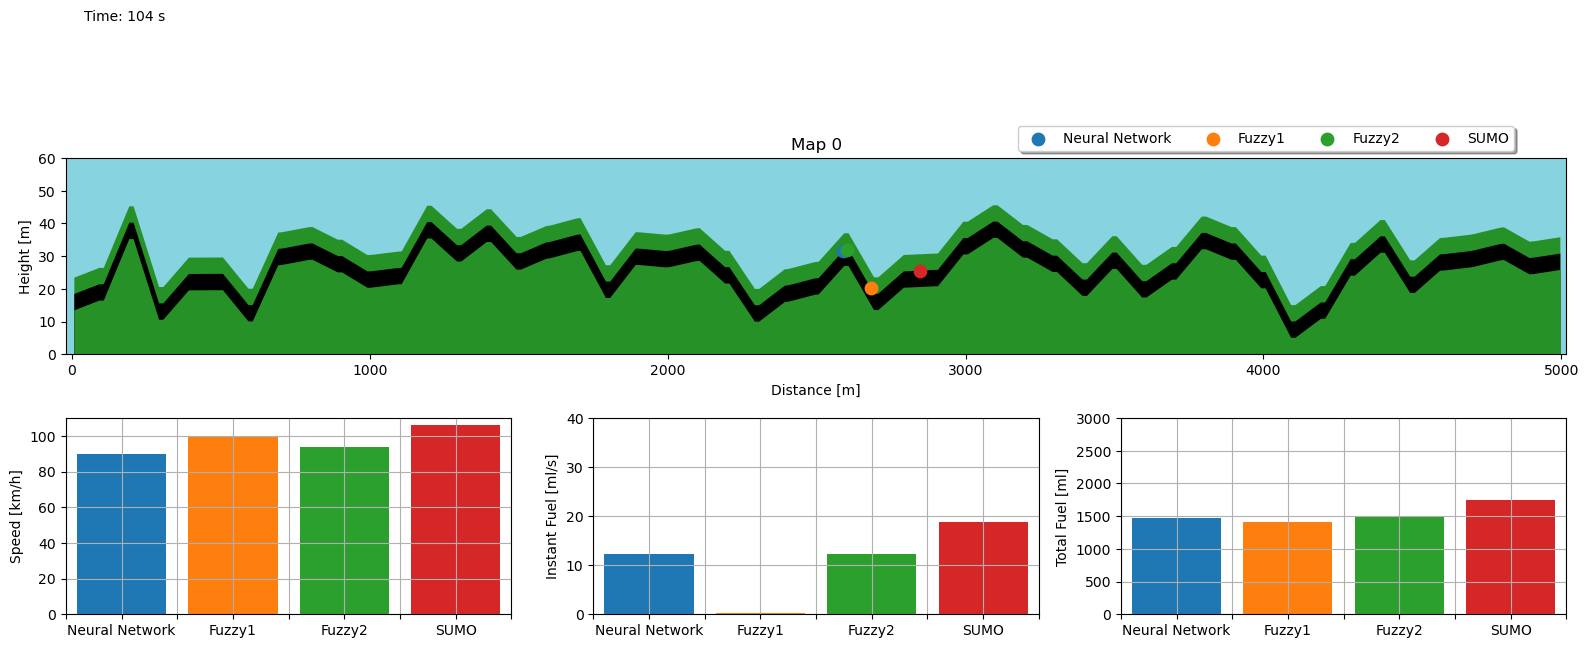 Time: 104 s
Neural Network Fuzzy1 Fuzzy2 SUMO
Map 0
Height [m]
60
50
40
30
20
10
0
0 1000 2000 3000 4000 5000
Distance [m]
Speed [km/h]
100
80
60
40
20
0
Neural Network Fuzzy1 Fuzzy2 SUMO
Instant Fuel [ml/s]
40
30
20
10
0
Neural Network Fuzzy1 Fuzzy2 SUMO
Total Fuel [ml]
3000
2500
2000
1500
1000
500
0
Neural Network Fuzzy1 Fuzzy2 SUMO